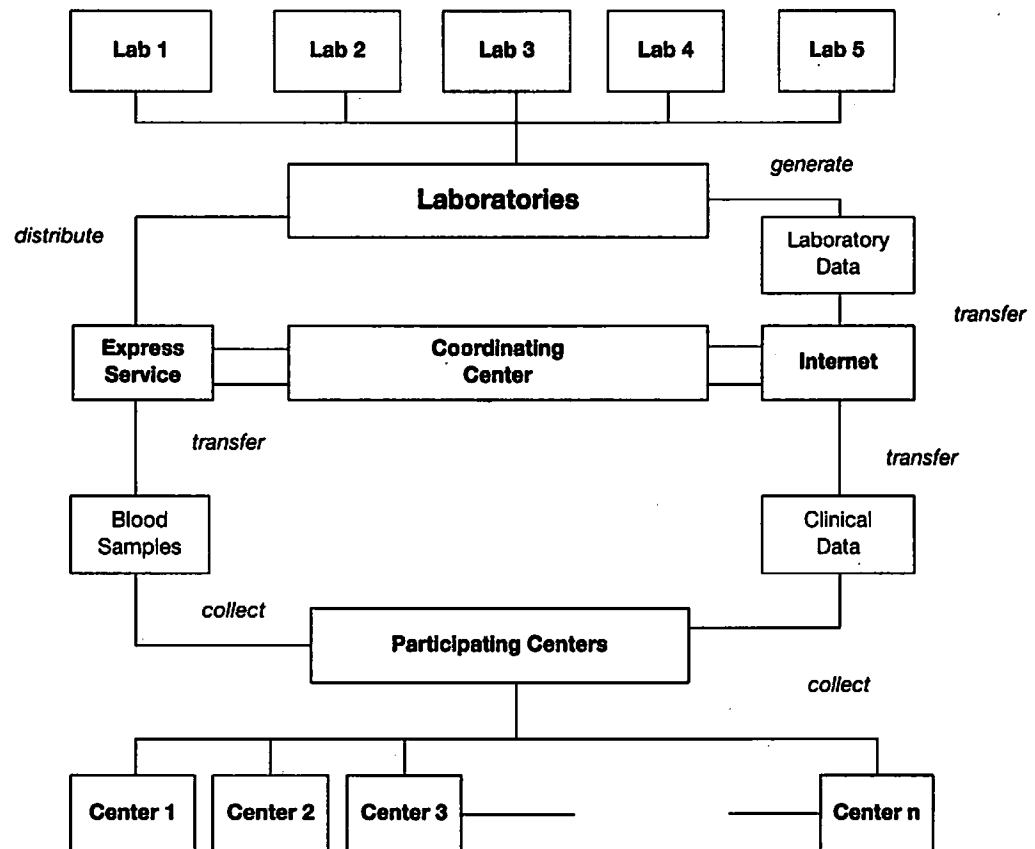 Lab 1
Lab 2
Lab 3
Lab 4
Lab 5
generate
Laboratories
distribute
Laboratory
Data
transfer
Express
Service
Coordinating
Center
Internet
transfer
transfer
Blood
Samples
Clinical
Data
collect
Participating Centers
collect
Center 1
Center 2
Center 3
Center n